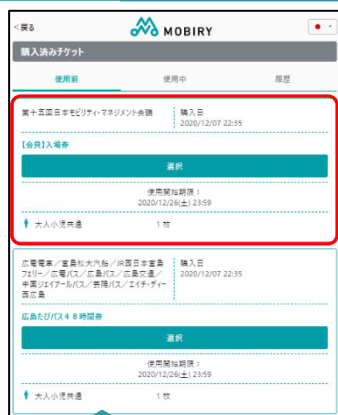 <戻る
MOBIRY
購入済みチケット
使用前
使用中
履歴
第十五回日本モビリティ・マネジメント会議
購入日
2020/12/07 22:35
【会員】入場券
選択
使用開始期限：
2020/12/26(土) 23:59
大人小児共通
1 枚
広電電車／宮島松大汽船／JR西日本宮島
フェリー／広電バス／広島バス／広島交通／
中国ジェイアールバス／芸陽バス／エイチ・ディー
西広島
購入日
2020/12/07 22:35
広島たびパス４８時間券
選択
使用開始期限：
2020/12/26(土) 23:59
大人小児共通
1 枚